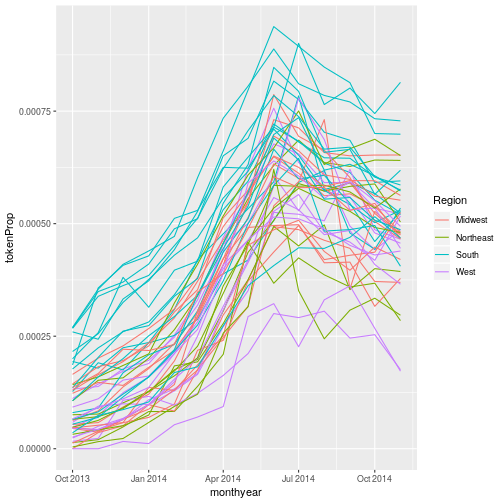 tokenProp
0.00075
0.00050
0.00025
0.00000
Oct 2013
Jan 2014
Apr 2014
Jul 2014
Oct 2014
monthyear
Region
Midwest
Northeast
South
West